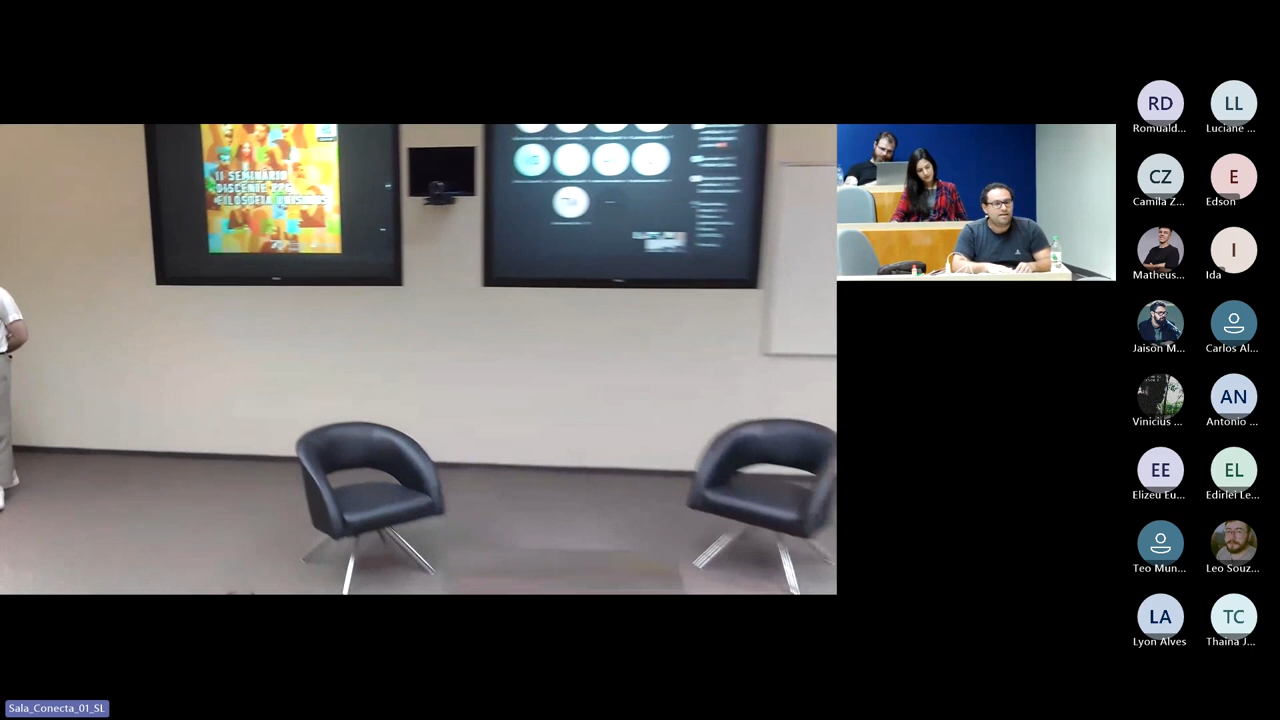 II SEMINÁRIO
DISCENTE PPG
FILOSOFIA UNISINOS
RD
Romuald...
LL
Luciane ...
CZ
Camila Z...
E
Edson
Matheus...
I
Ida
Jaison M...
Carlos Al...
Vinicius ...
AN
Antonio ...
EE
Elizeu Eu...
EL
Edirlei Le...
Teo Mun...
Leo Souz...
LA
Lyon Alves
TC
Thaina J...
Sala_Conecta_01_SL